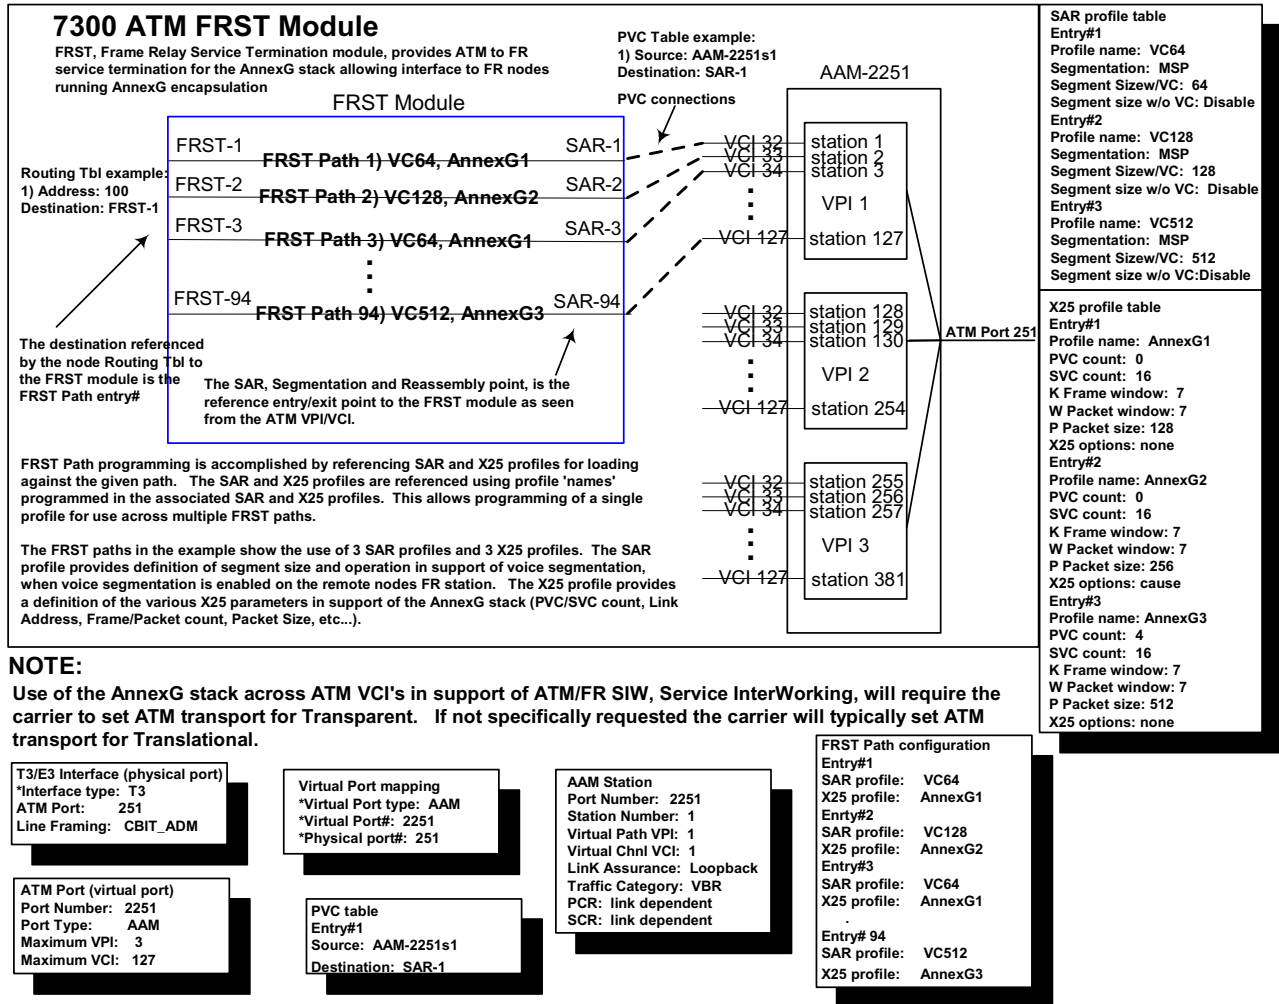 7300 ATM FRST Module
FRST, Frame Relay Service Termination module, provides ATM to FR
service termination for the AnnexG stack allowing interface to FR nodes
running AnnexG encapsulation
PVC Table example:
1) Source: AAM-2251s1
Destination: SAR-1
PVC connections
AAM-2251
FRST Module
FRST-1
FRST Path 1) VC64, AnnexG1
SAR-1
FRST-2
FRST Path 2) VC128, AnnexG2
SAR-2
FRST-3
FRST Path 3) VC64, AnnexG1
SAR-3
FRST-94
FRST Path 94) VC512, AnnexG3
SAR-94
Routing Tbl example:
1) Address: 100
Destination: FRST-1
The destination referenced
by the node Routing Tbl to
the FRST module is the
FRST Path entry#
The SAR, Segmentation and Reassembly point, is the
reference entry/exit point to the FRST module as seen
from the ATM VPI/VCI.
VCI 32
VCI 33
VCI 34
VCI 127
station 1
station 2
station 3
VPI 1
station 127
VCI 32
VCI 33
VCI 34
VCI 127
station 128
station 129
station 130
VPI 2
station 254
VCI 32
VCI 33
VCI 34
VCI 127
station 255
station 256
station 257
VPI 3
station 381
ATM Port 251
FRST Path programming is accomplished by referencing SAR and X25 profiles for loading
against the given path. The SAR and X25 profiles are referenced using profile 'names'
programmed in the associated SAR and X25 profiles. This allows programming of a single
profile for use across multiple FRST paths.
The FRST paths in the example show the use of 3 SAR profiles and 3 X25 profiles. The SAR
profile provides definition of segment size and operation in support of voice segmentation,
when voice segmentation is enabled on the remote nodes FR station. The X25 profile provides
a definition of the various X25 parameters in support of the AnnexG stack (PVC/SVC count, Link
Address, Frame/Packet count, Packet Size, etc...).
SAR profile table
Entry#1
Profile name: VC64
Segmentation: MSP
Segment Sizew/VC: 64
Segment size w/o VC: Disable
Entry#2
Profile name: VC128
Segmentation: MSP
Segment Sizew/VC: 128
Segment size w/o VC: Disable
Entry#3
Profile name: VC512
Segmentation: MSP
Segment Sizew/VC: 512
Segment size w/o VC:Disable
X25 profile table
Entry#1
Profile name: AnnexG1
PVC count: 0
SVC count: 16
K Frame window: 7
W Packet window: 7
P Packet size: 128
X25 options: none
Entry#2
Profile name: AnnexG2
PVC count: 0
SVC count: 16
K Frame window: 7
W Packet window: 7
P Packet size: 256
X25 options: cause
Entry#3
Profile name: AnnexG3
PVC count: 4
SVC count: 16
K Frame window: 7
W Packet window: 7
P Packet size: 512
X25 options: none
NOTE:
Use of the AnnexG stack across ATM VCI's in support of ATM/FR SIW, Service InterWorking, will require the
carrier to set ATM transport for Transparent. If not specifically requested the carrier will typically set ATM
transport for Translational.
T3/E3 Interface (physical port)
*Interface type: T3
ATM Port: 251
Line Framing: CBIT_ADM
ATM Port (virtual port)
Port Number: 2251
Port Type: AAM
Maximum VPI: 3
Maximum VCI: 127
Virtual Port mapping
*Virtual Port type: AAM
*Virtual Port#: 2251
*Physical port#: 251
PVC table
Entry#1
Source: AAM-2251s1
Destination: SAR-1
AAM Station
Port Number: 2251
Station Number: 1
Virtual Path VPI: 1
Virtual Chnl VCI: 1
LinK Assurance: Loopback
Traffic Category: VBR
PCR: link dependent
SCR: link dependent
FRST Path configuration
Entry#1
SAR profile: VC64
X25 profile: AnnexG1
Enrty#2
SAR profile: VC128
X25 profile: AnnexG2
Entry#3
SAR profile: VC64
X25 profile: AnnexG1
.
Entry# 94
SAR profile: VC512
X25 profile: AnnexG3